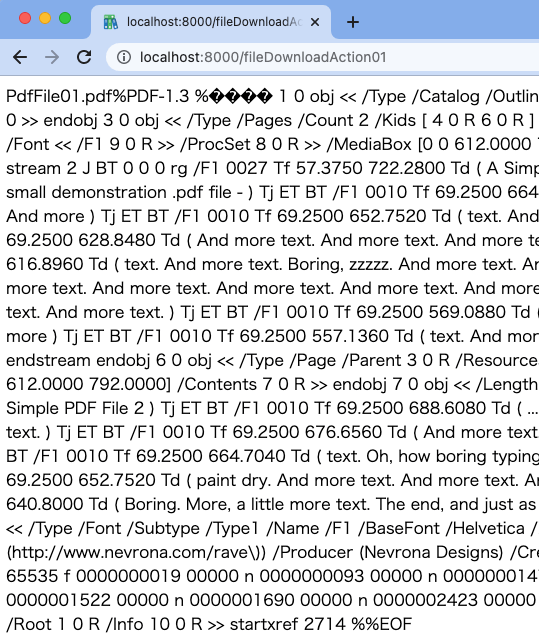 localhost:8000/fileDownloadAc
localhost:8000/fileDownloadAction01
PdfFile01.pdf%PDF-1.3 %���� 1 0 obj << /Type /Catalog /Outlin
0 >> endobj 3 0 obj << /Type /Pages /Count 2 /Kids [ 4 0 R 6 0 R ]
/Font << /F1 9 0 R >> /ProcSet 8 0 R >> /MediaBox [0 0 612.0000
stream 2 J BT 0 0 0 rg /F1 0027 Tf 57.3750 722.2800 Td ( A Simp
small demonstration .pdf file - ) Tj ET BT /F1 0010 Tf 69.2500 664
And more ) Tj ET BT /F1 0010 Tf 69.2500 652.7520 Td ( text. And
69.2500 628.8480 Td ( And more text. And more text. And more
616.8960 Td ( text. And more text. Boring, zzzzz. And more text. An
more text. And more text. And more text. And more text. And more
text. And more text. ) Tj ET BT /F1 0010 Tf 69.2500 569.0880 Td (
more ) Tj ET BT /F1 0010 Tf 69.2500 557.1360 Td ( text. And mor
endstream endobj 6 0 obj << /Type /Page /Parent 3 0 R /Resource
612.0000 792.0000] /Contents 7 0 R >> endobj 7 0 obj << /Length
Simple PDF File 2 ) Tj ET BT /F1 0010 Tf 69.2500 688.6080 Td ( ...
text. ) Tj ET BT /F1 0010 Tf 69.2500 676.6560 Td ( And more text.
BT /F1 0010 Tf 69.2500 664.7040 Td ( text. Oh, how boring typing
69.2500 652.7520 Td ( paint dry. And more text. And more text. And
640.8000 Td ( Boring. More, a little more text. The end, and just as
<< /Type /Font /Subtype /Type1 /Name /F1 /BaseFont /Helvetica /
(http://www.nevrona.com/rave\)) /Producer (Nevrona Designs) /Cre
65535 f 0000000019 00000 n 0000000093 00000 n 000000014
0000001522 00000 n 0000001690 00000 n 0000002423 00000
/Root 1 0 R /Info 10 0 R >> startxref 2714 %%EOF